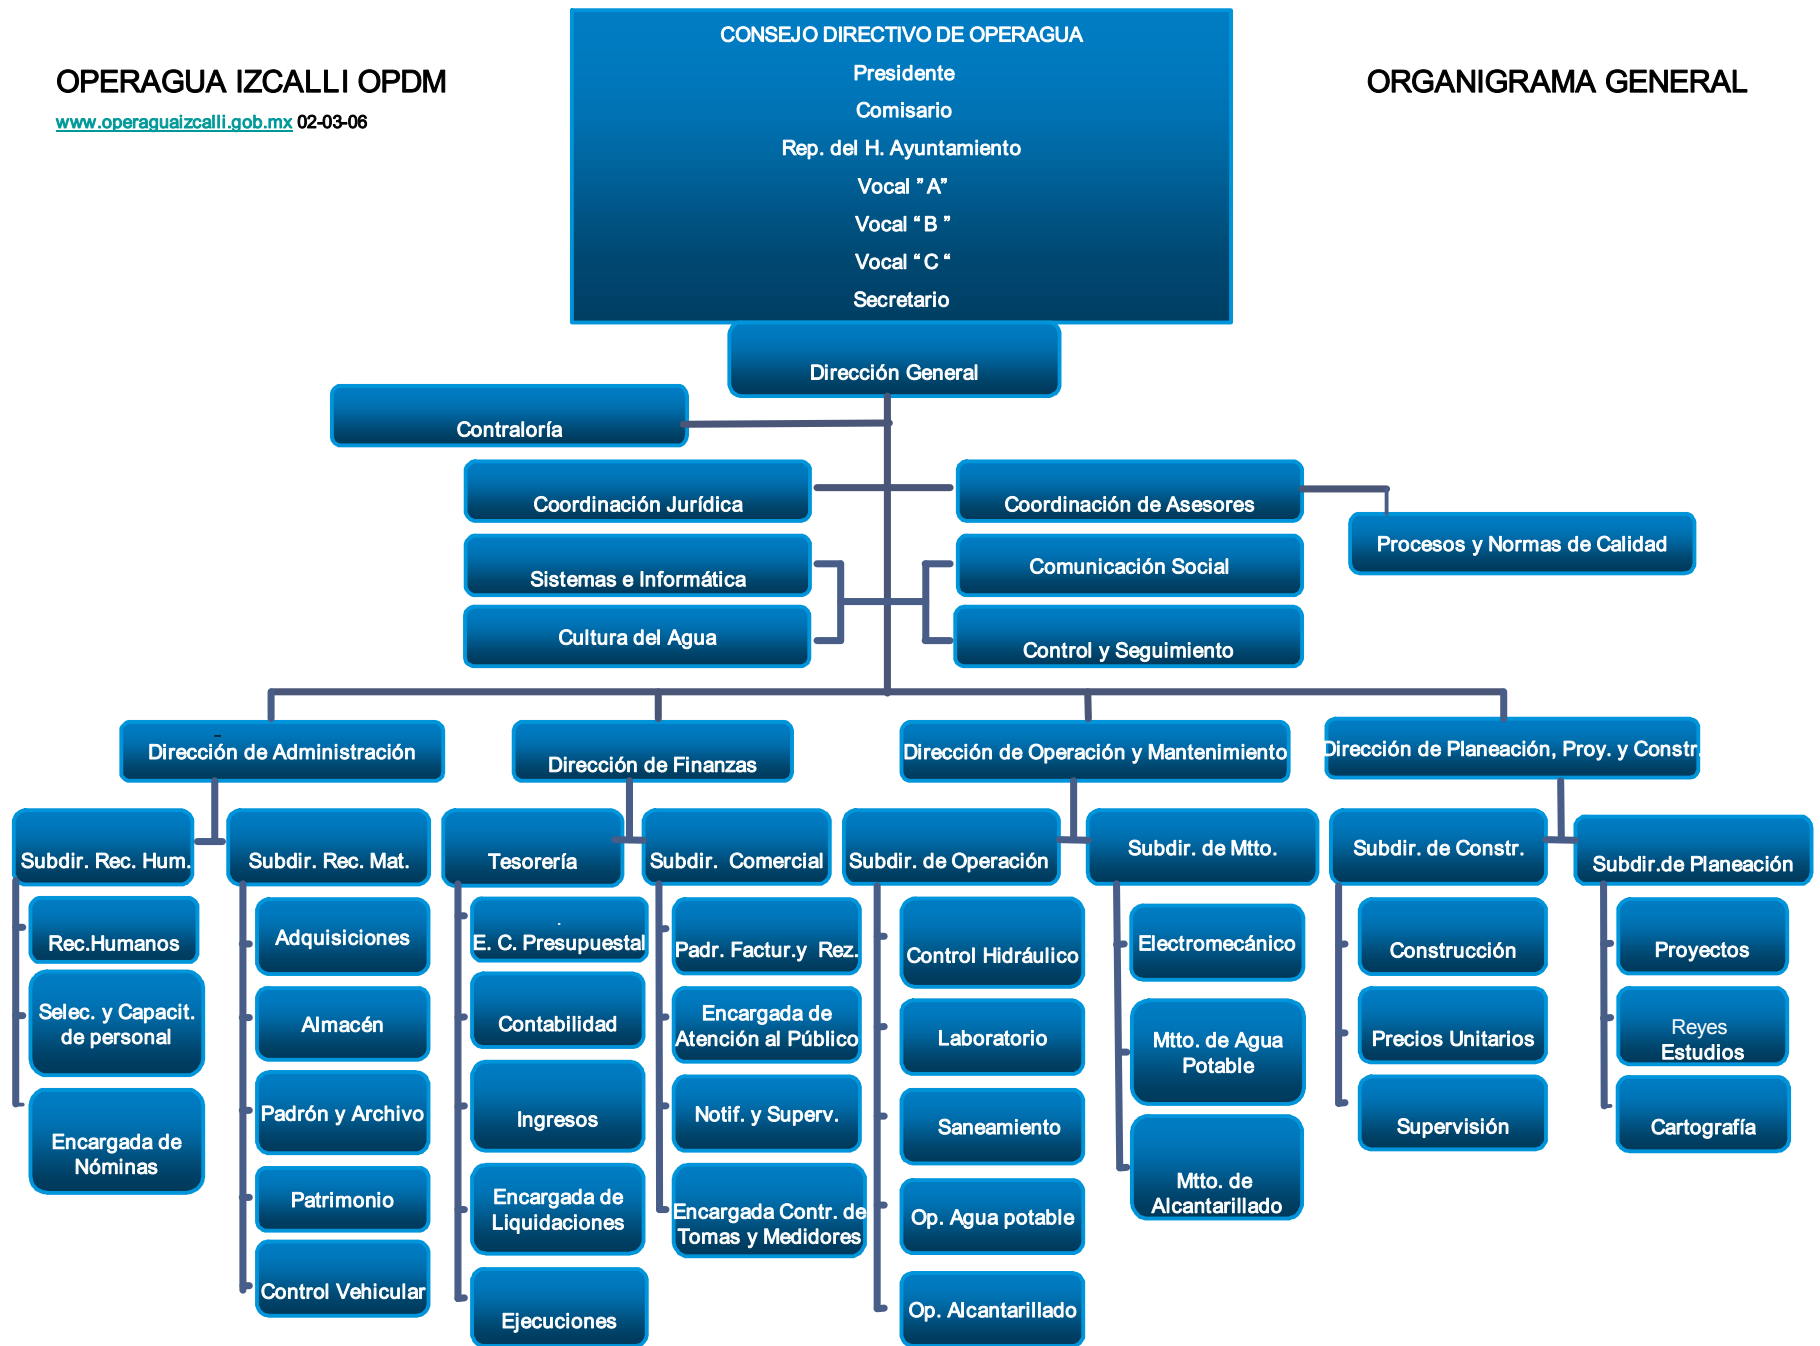 CONSEJO DIRECTIVO DE OPERAGUA
Presidente
Comisario
Rep. del H. Ayuntamiento
Vocal ” A”
Vocal “ B ”
Vocal “ C “
Secretario
OPERAGUA IZCALLI OPDM
www.operaguaizcalli.gob.mx 02-03-06
ORGANIGRAMA GENERAL
Dirección General
Contraloría
Coordinación Jurídica
Coordinación de Asesores
Procesos y Normas de Calidad
Sistemas e Informática
Comunicación Social
Cultura del Agua
Control y Seguimiento
Dirección de Administración
Dirección de Finanzas
Dirección de Operación y Mantenimiento
Dirección de Planeación, Proy. y Constr.
Subdir. Rec. Hum.
Subdir. Rec. Mat.
Tesorería
Subdir. Comercial
Subdir. de Operación
Subdir. de Mtto.
Subdir. de Constr.
Subdir.de Planeación
Rec.Humanos
Selec. y Capacit.
de personal
Encargada de
Nóminas
Adquisiciones
Almacén
Padrón y Archivo
Patrimonio
Control Vehicular
E. C. Presupuestal
Contabilidad
Ingresos
Encargada de
Liquidaciones
Ejecuciones
Padr. Factur.y Rez.
Encargada de
Atención al Público
Notif. y Superv.
Encargada Contr. de
Tomas y Medidores
Control Hidráulico
Laboratorio
Saneamiento
Op. Agua potable
Op. Alcantarillado
Electromecánico
Mtto. de Agua
Potable
Mtto. de
Alcantarillado
Construcción
Precios Unitarios
Supervisión
Proyectos
Reyes
Estudios
Cartografía